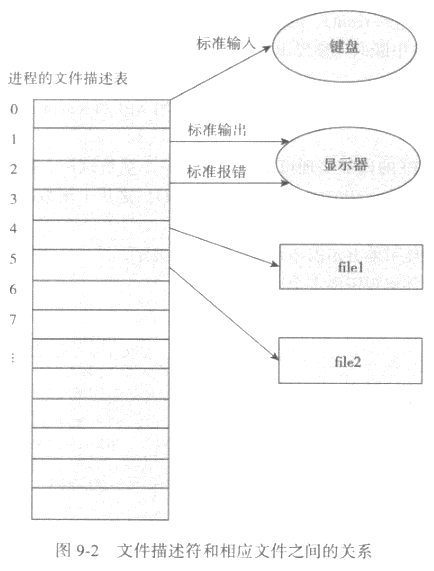 标准输入
键盘
进程的文件描述表
0
1
标准输出
2
标准报错
显示器
3
4
5
file1
6
7
file2
⋮
图 9-2 文件描述符和相应文件之间的关系